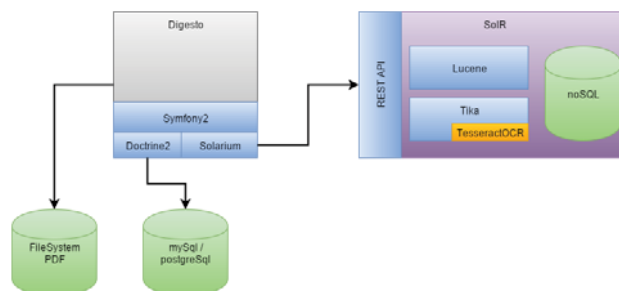 Digesto
Symfony2
Doctrine2
Solarium
FileSystem
PDF
mySql /
postgreSql
SolR
REST API
Lucene
Tika
TesseractOCR
noSQL